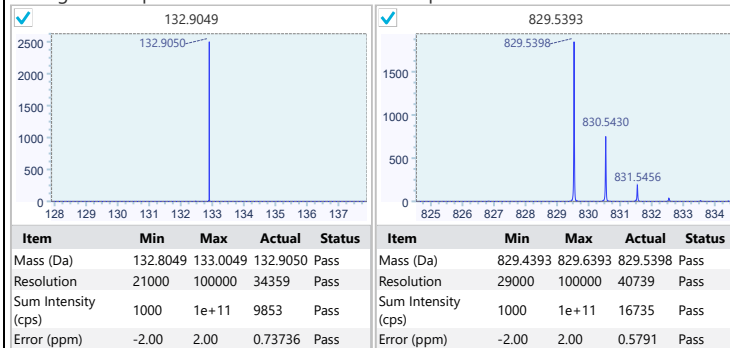 132.9049
132.9050
2500
2000
1500
1000
500
0
128 129 130 131 132 133 134 135 136 137
Item Min Max Actual Status
Mass (Da) 132.8049 133.0049 132.9050 Pass
Resolution 21000 100000 34359 Pass
Sum Intensity
(cps) 1000 1e+11 9853 Pass
Error (ppm) -2.00 2.00 0.73736 Pass
829.5393
829.5398
1500
1000
830.5430
500
831.5456
0
825 826 827 828 829 830 831 832 833 834
Item Min Max Actual Status
Mass (Da) 829.4393 829.6393 829.5398 Pass
Resolution 29000 100000 40739 Pass
Sum Intensity
(cps) 1000 1e+11 16735 Pass
Error (ppm) -2.00 2.00 0.5791 Pass